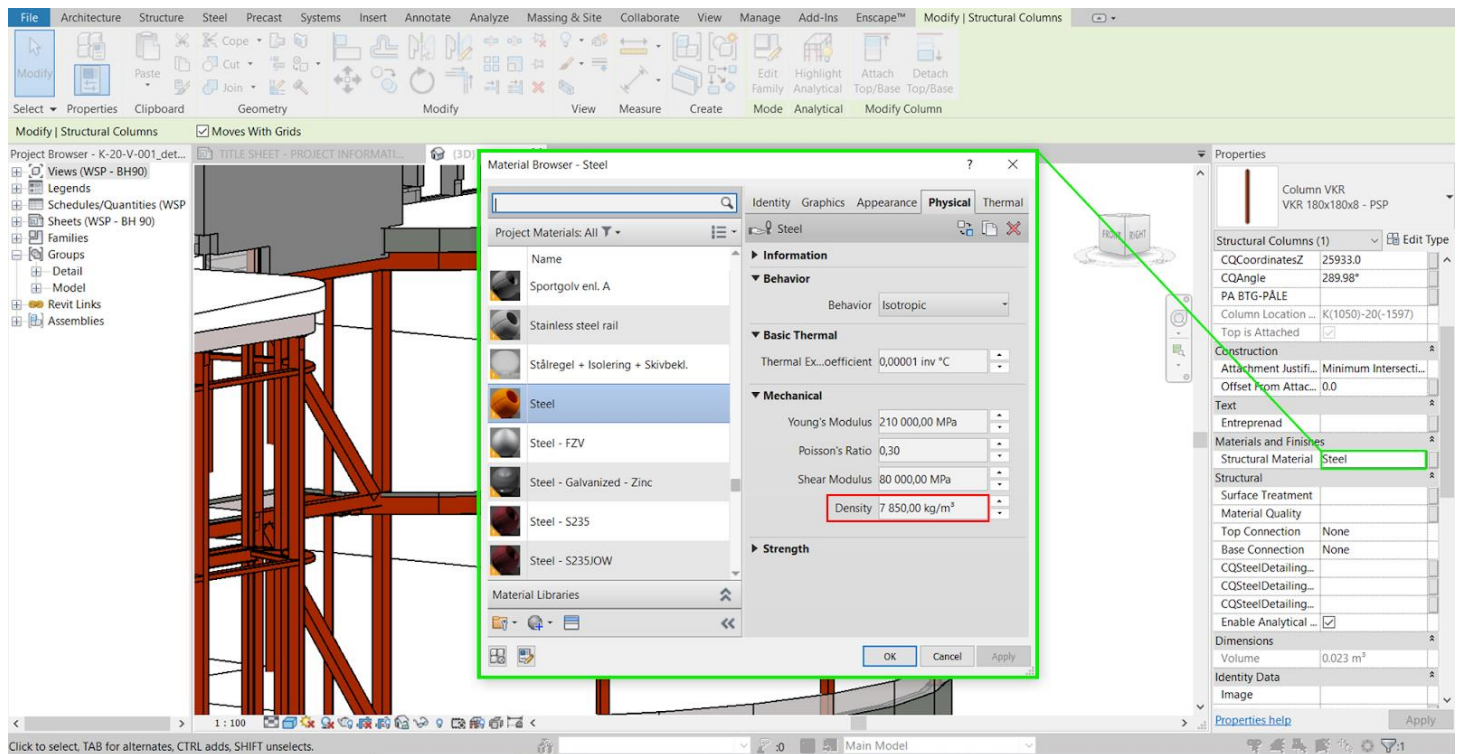 File Architecture Structure Steel Precast Systems Insert Annotate Analyze Massing & Site Collaborate View Manage Add-Ins Enscape™ Modify | Structural Columns
Modify
Paste
Cope
Cut
Join
Edit Family
Highlight Analytical
Attach Top/Base
Detach Top/Base
Select Properties Clipboard Geometry Modify View Measure Create Mode Analytical Modify Column
Modify | Structural Columns Moves With Grids
Project Browser - K-20-V-001_det...
Views (WSP - BH90)
Legends
Schedules/Quantities (WSP
Sheets (WSP - BH 90)
Families
Groups
Detail
Model
Revit Links
Assemblies
TITLE SHEET - PROJECT INFORMATI... (3D)
Material Browser - Steel
Project Materials: All
Name
Sportgolv enl. A
Stainless steel rail
Stålregel + Isolering + Skivbekl.
Steel
Steel - FZV
Steel - Galvanized - Zinc
Steel - S235
Steel - S235JOW
Material Libraries
Identity Graphics Appearance Physical Thermal
Steel
Information
Behavior
Behavior Isotropic
Basic Thermal
Thermal Ex...oefficient 0,00001 inv °C
Mechanical
Young's Modulus 210 000,00 MPa
Poisson's Ratio 0,30
Shear Modulus 80 000,00 MPa
Density 7 850,00 kg/m³
Strength
OK Cancel Apply
FRONT RIGHT
Properties
Column VKR
VKR 180x180x8 - PSP
Structural Columns (1) Edit Type
CQCoordinatesZ 25933.0
CQAngle 289.98°
PA BTG-PÅLE
Column Location ... K(1050)-20(-1597)
Top is Attached
Construction
Attachment Justifi... Minimum Intersecti...
Offset From Attac... 0.0
Text
Entreprenad
Materials and Finishes
Structural Material Steel
Structural
Surface Treatment
Material Quality
Top Connection None
Base Connection None
CQSteelDetailing...
CQSteelDetailing...
CQSteelDetailing...
Enable Analytical ...
Dimensions
Volume 0.023 m³
Identity Data
Image
Properties help Apply
1 : 100
Click to select, TAB for alternates, CTRL adds, SHIFT unselects. :0 Main Model :1